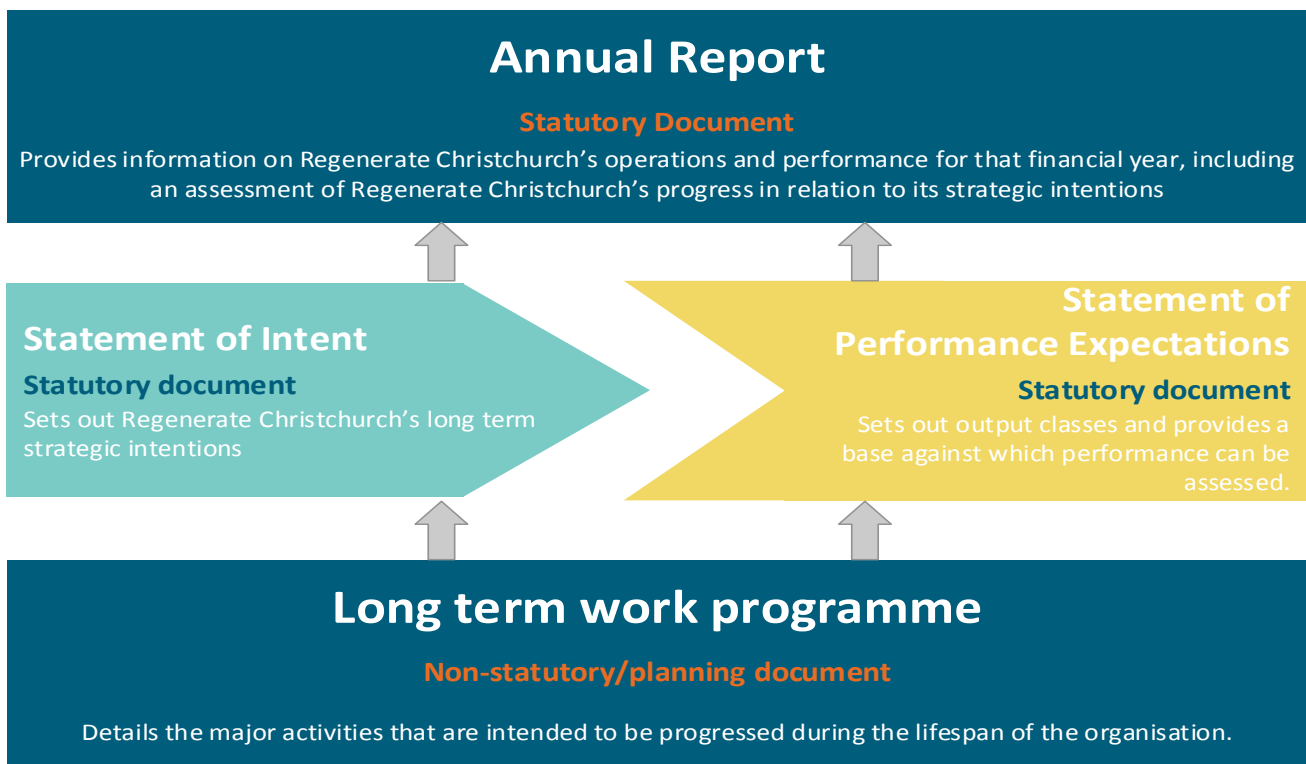 Annual Report
Statutory Document
Provides information on Regenerate Christchurch’s operations and performance for that financial year, including
an assessment of Regenerate Christchurch’s progress in relation to its strategic intentions
Statement of Intent
Statutory document
Sets out Regenerate Christchurch’s long term
strategic intentions
Statement of
Performance Expectations
Statutory document
Sets out output classes and provides a
base against which performance can be
assessed.
Long term work programme
Non-statutory/planning document
Details the major activities that are intended to be progressed during the lifespan of the organisation.